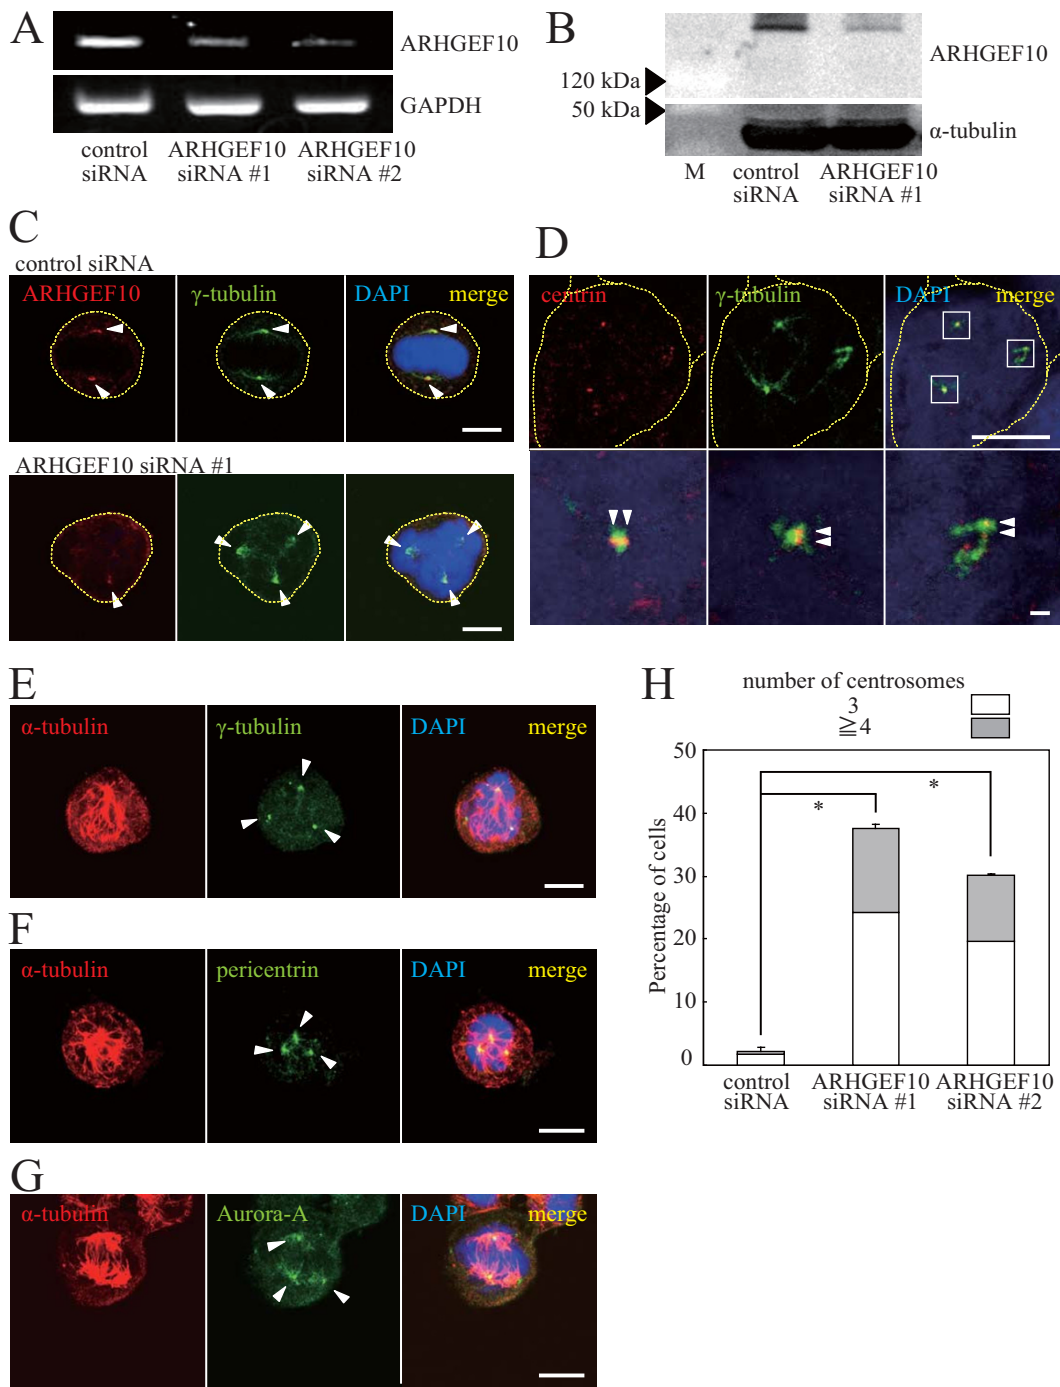 A
ARHGEF10
GAPDH
control siRNA
ARHGEF10 siRNA #1
ARHGEF10 siRNA #2
B
ARHGEF10
120 kDa
50 kDa
α-tubulin
M
control siRNA
ARHGEF10 siRNA #1
C
control siRNA
ARHGEF10
γ-tubulin
DAPI
merge
ARHGEF10 siRNA #1
D
centrin
γ-tubulin
DAPI
merge
E
α-tubulin
γ-tubulin
DAPI
merge
F
α-tubulin
pericentrin
DAPI
merge
G
α-tubulin
Aurora-A
DAPI
merge
H
number of centrosomes
3
≧4
50
40
30
20
10
0
Percentage of cells
*
*
control siRNA
ARHGEF10 siRNA #1
ARHGEF10 siRNA #2